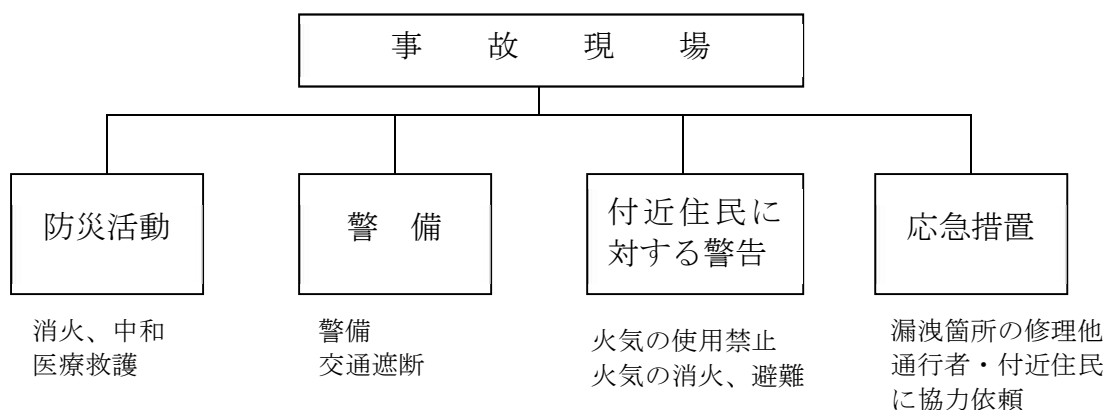 事故現場
防災活動
消火、中和
医療救護
警備
警備
交通遮断
付近住民に
対する警告
火気の使用禁止
火気の消火、避難
応急措置
漏洩箇所の修理他
通行者・付近住民
に協力依頼